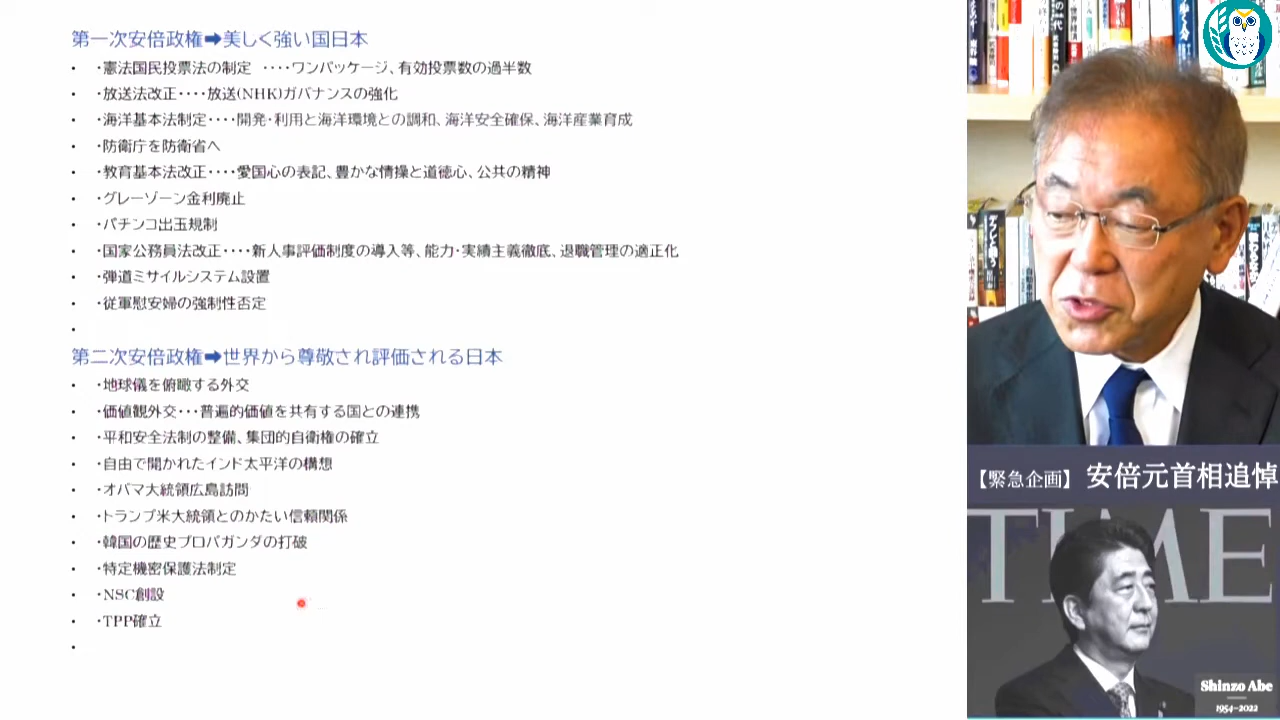 第一次安倍政権➡美しく強い国日本
・憲法国民投票法の制定 ････ワンパッケージ、有効投票数の過半数
・放送法改正････放送(NHK)ガバナンスの強化
・海洋基本法制定････開発・利用と海洋環境との調和、海洋安全確保、海洋産業育成
・防衛庁を防衛省へ
・教育基本法改正････愛国心の表記、豊かな情操と道徳心、公共の精神
・グレーゾーン金利廃止
・パチンコ出玉規制
・国家公務員法改正････新人事評価制度の導入等、能力・実績主義徹底、退職管理の適正化
・弾道ミサイルシステム設置
・従軍慰安婦の強制性否定
第二次安倍政権➡世界から尊敬され評価される日本
・地球儀を俯瞰する外交
・価値観外交･･･普遍的価値を共有する国との連携
・平和安全法制の整備、集団的自衛権の確立
・自由で開かれたインド太平洋の構想
・オバマ大統領広島訪問
・トランプ米大統領とのかたい信頼関係
・韓国の歴史プロパガンダの打破
・特定機密保護法制定
・NSC創設
・TPP確立
【緊急企画】 安倍元首相追悼
TIME
Shinzo Abe
1954–2022